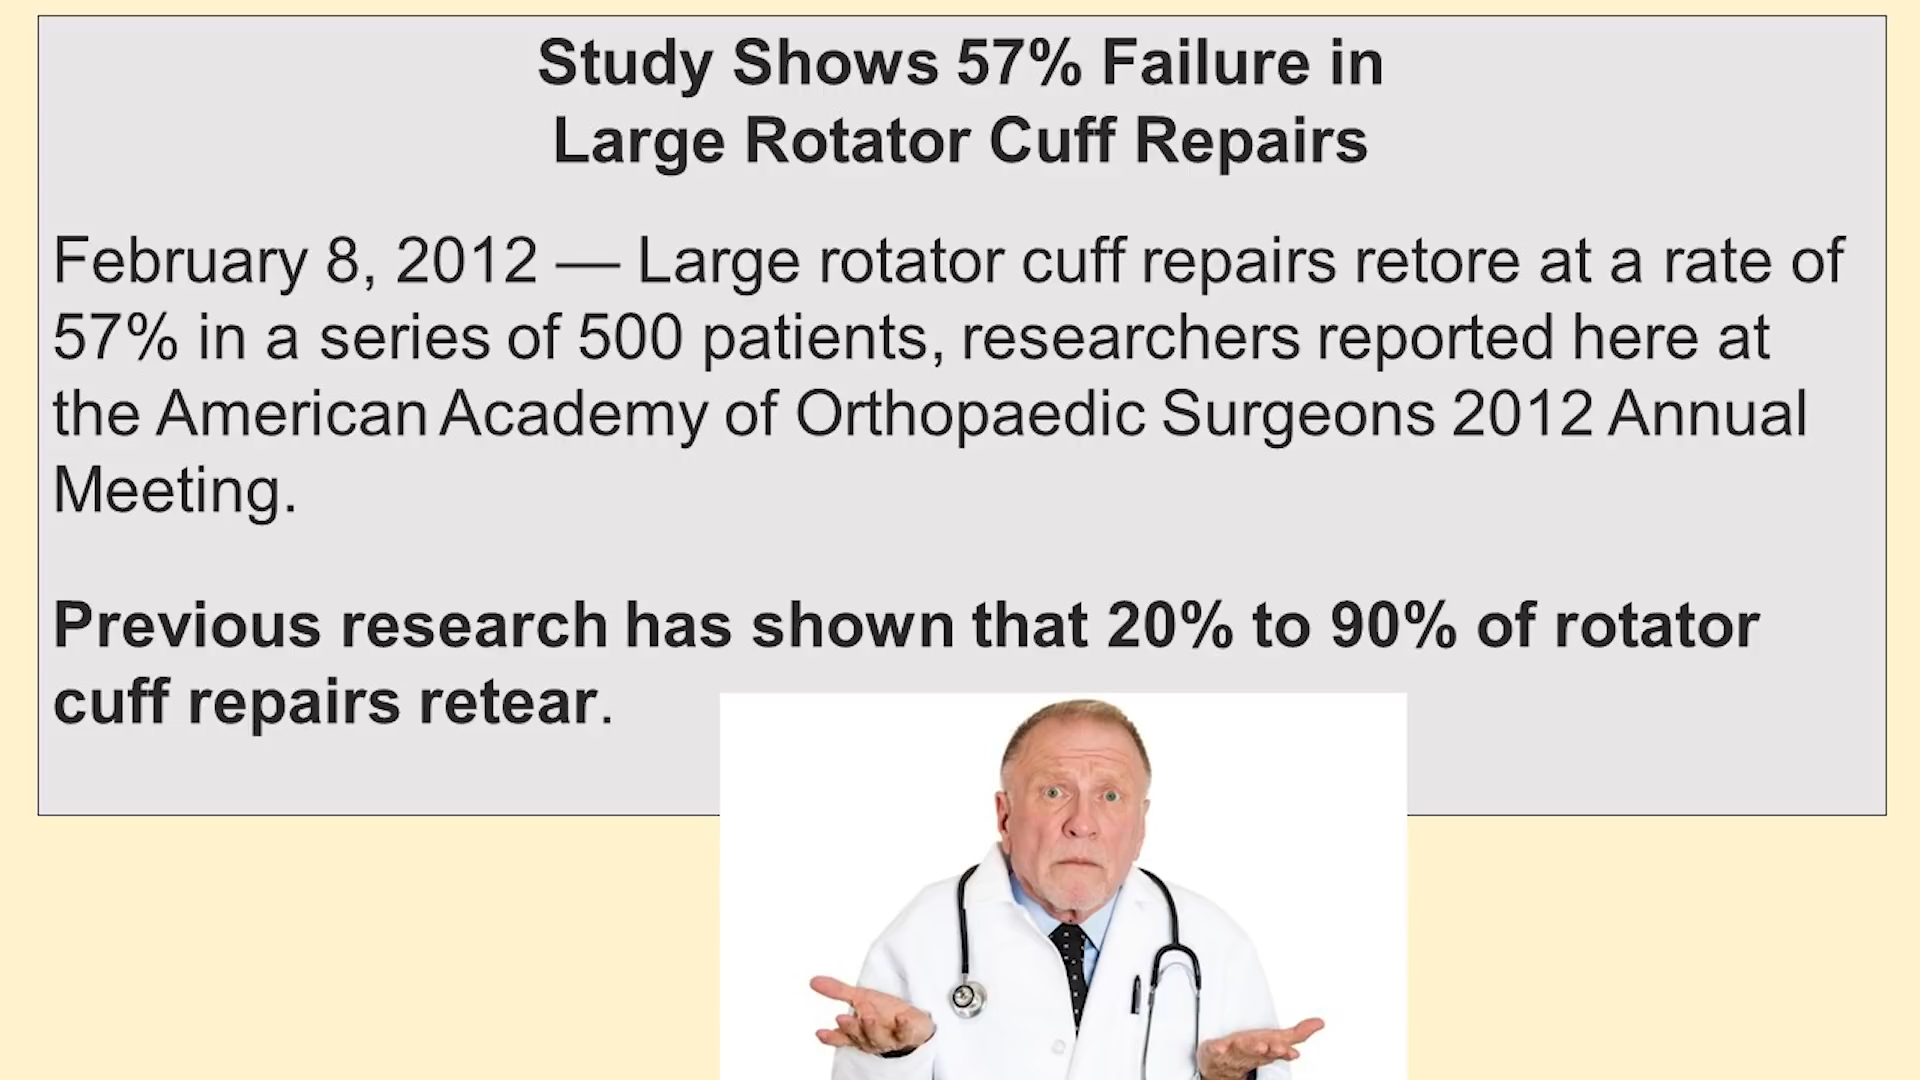 Study Shows 57% Failure in
Large Rotator Cuff Repairs
February 8, 2012 — Large rotator cuff repairs retore at a rate of
57% in a series of 500 patients, researchers reported here at
the American Academy of Orthopaedic Surgeons 2012 Annual
Meeting.
Previous research has shown that 20% to 90% of rotator
cuff repairs retear.